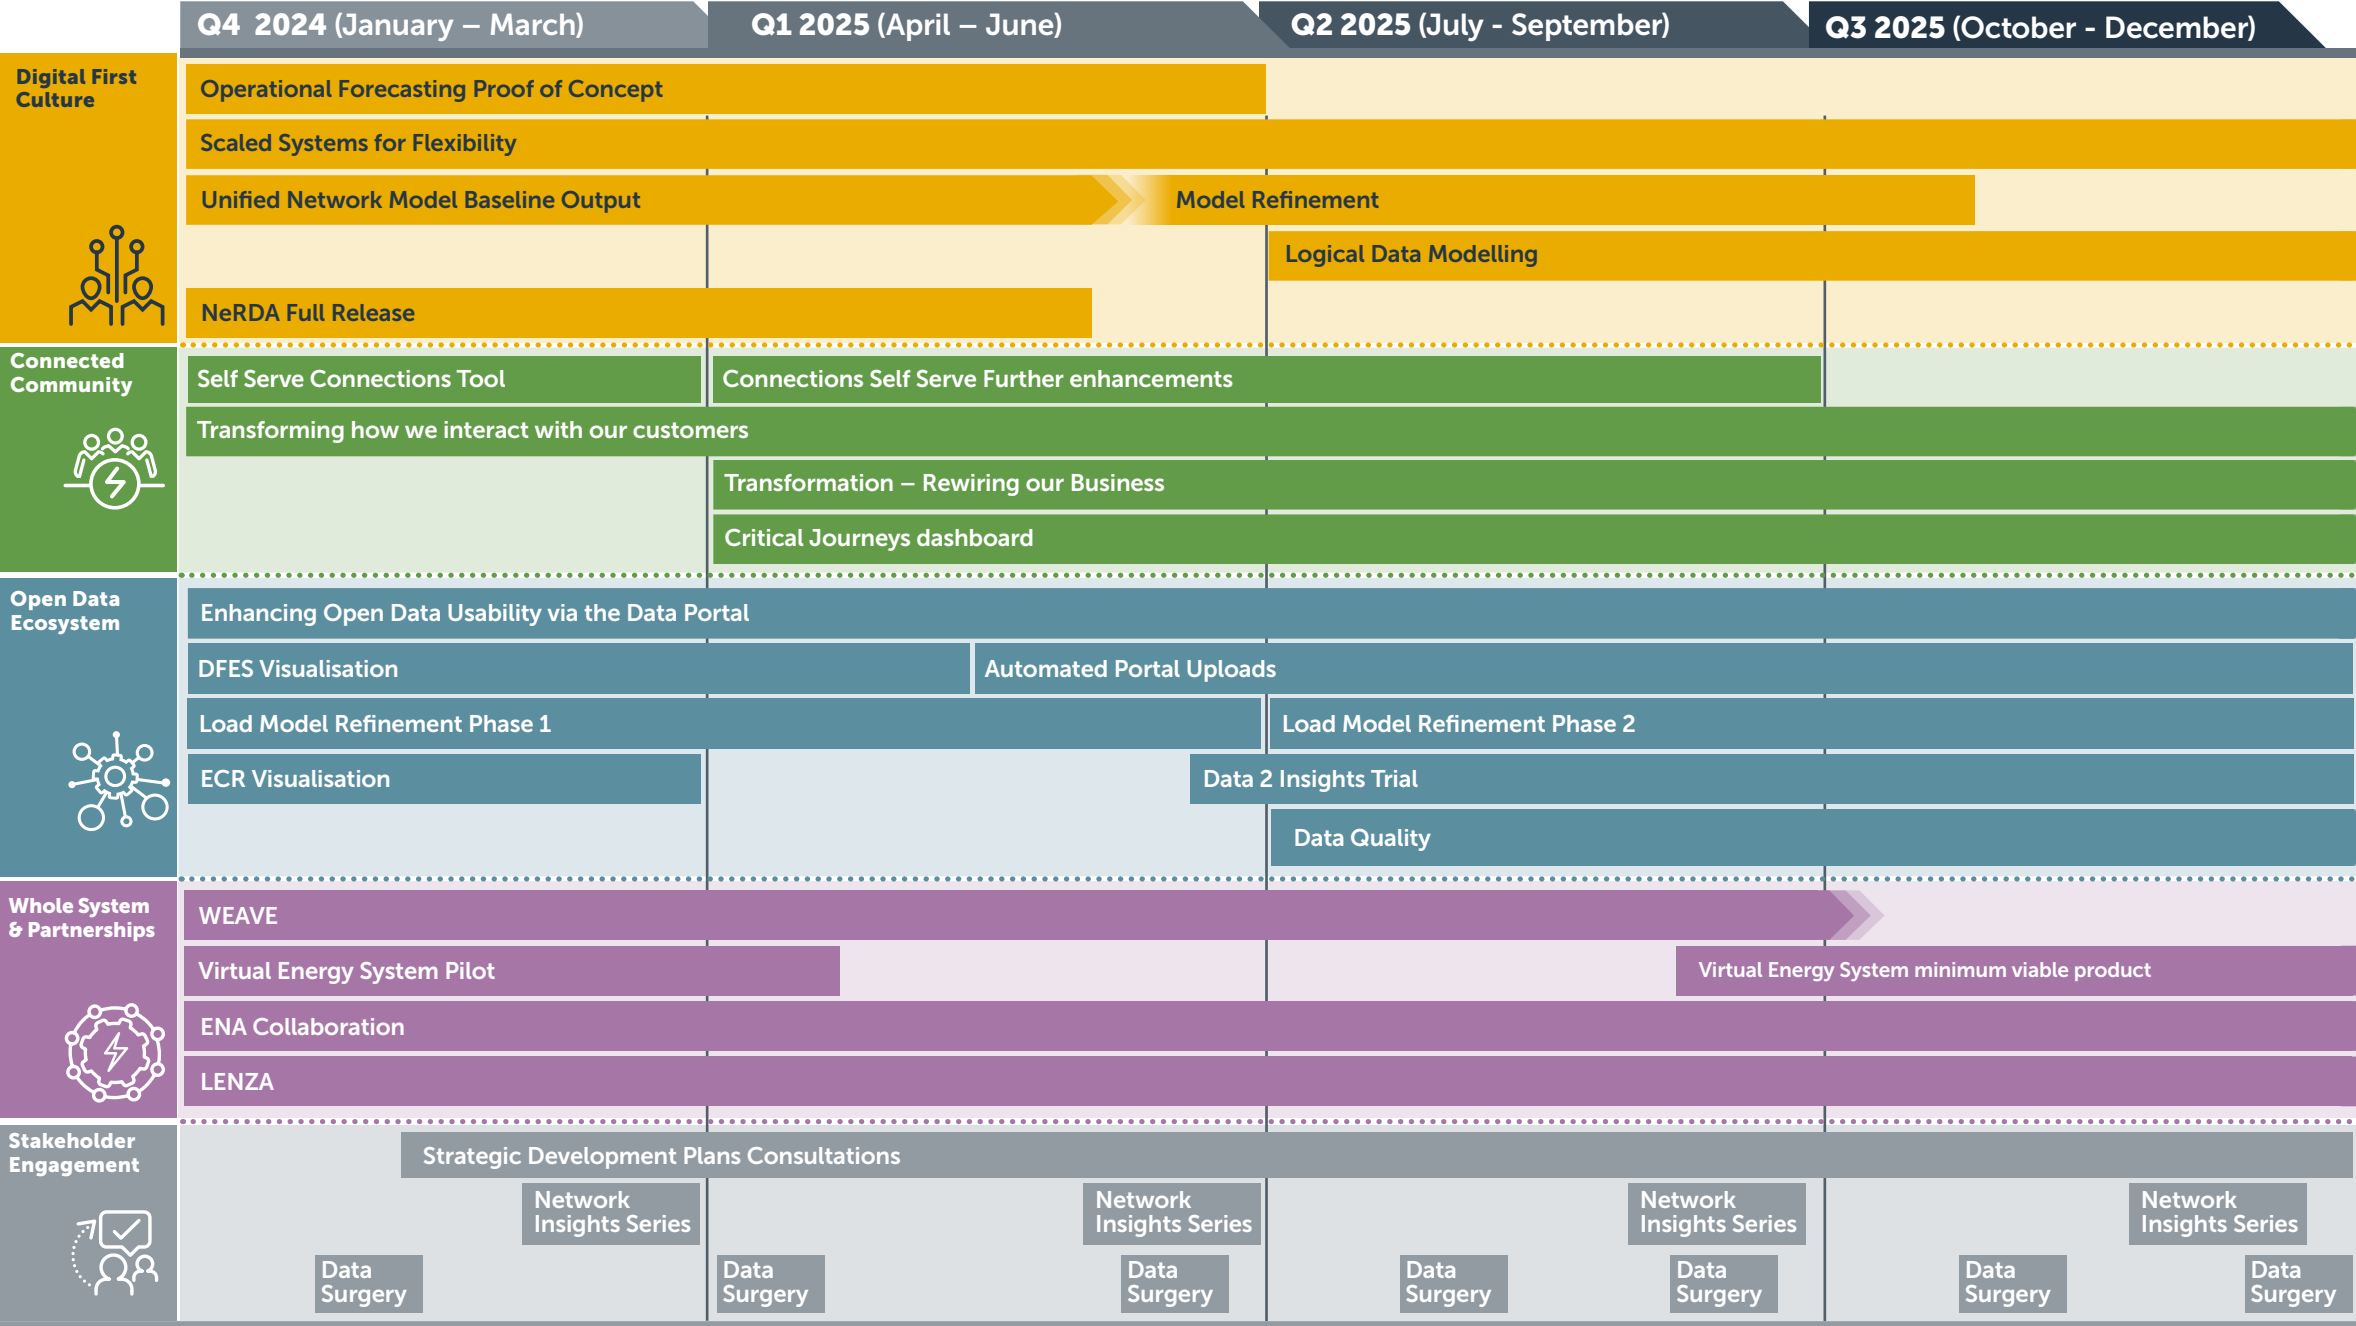 Q4 2024 (January – March)
Q1 2025 (April – June)
Q2 2025 (July - September)
Q3 2025 (October - December)
Digital First
Culture
Operational Forecasting Proof of Concept
Scaled Systems for Flexibility
Unified Network Model Baseline Output
Model Refinement
Logical Data Modelling
NeRDA Full Release
Connected
Community
Self Serve Connections Tool
Connections Self Serve Further enhancements
Transforming how we interact with our customers
Transformation – Rewiring our Business
Critical Journeys dashboard
Open Data
Ecosystem
Enhancing Open Data Usability via the Data Portal
DFES Visualisation
Automated Portal Uploads
Load Model Refinement Phase 1
Load Model Refinement Phase 2
ECR Visualisation
Data 2 Insights Trial
Data Quality
Whole System
& Partnerships
WEAVE
Virtual Energy System Pilot
Virtual Energy System minimum viable product
ENA Collaboration
LENZA
Stakeholder
Engagement
Strategic Development Plans Consultations
Network
Insights Series
Network
Insights Series
Network
Insights Series
Network
Insights Series
Data
Surgery
Data
Surgery
Data
Surgery
Data
Surgery
Data
Surgery
Data
Surgery
Data
Surgery